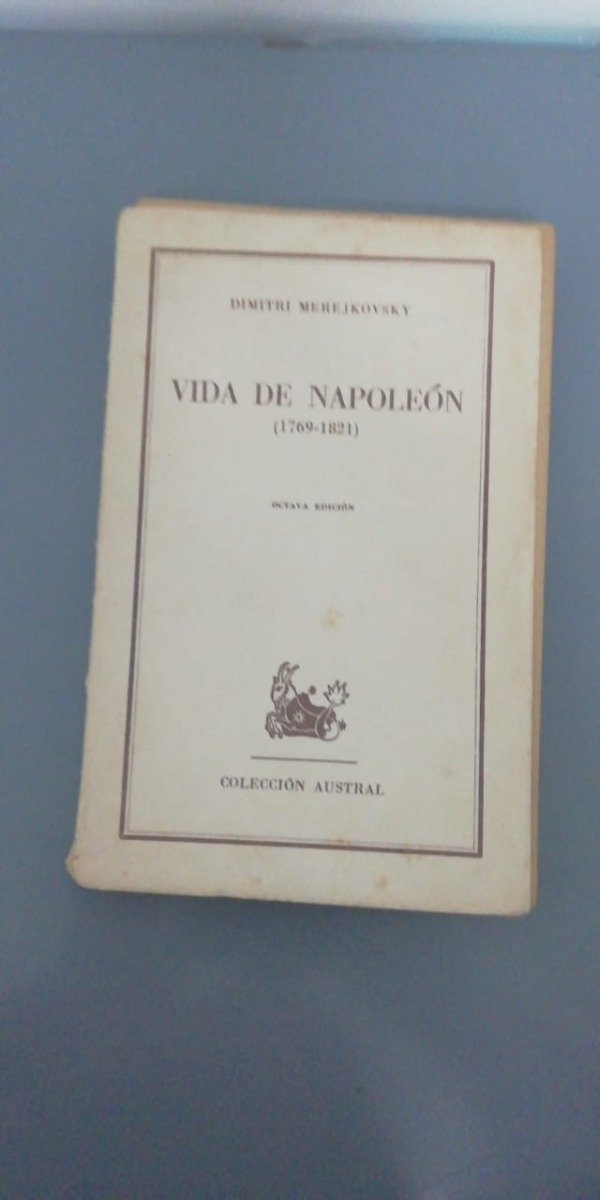 DIMITRI MEREJKOVSKY
VIDA DE NAPOLEÓN
(1769-1821)
OCTAVA EDICIÓN
COLECCIÓN AUSTRAL